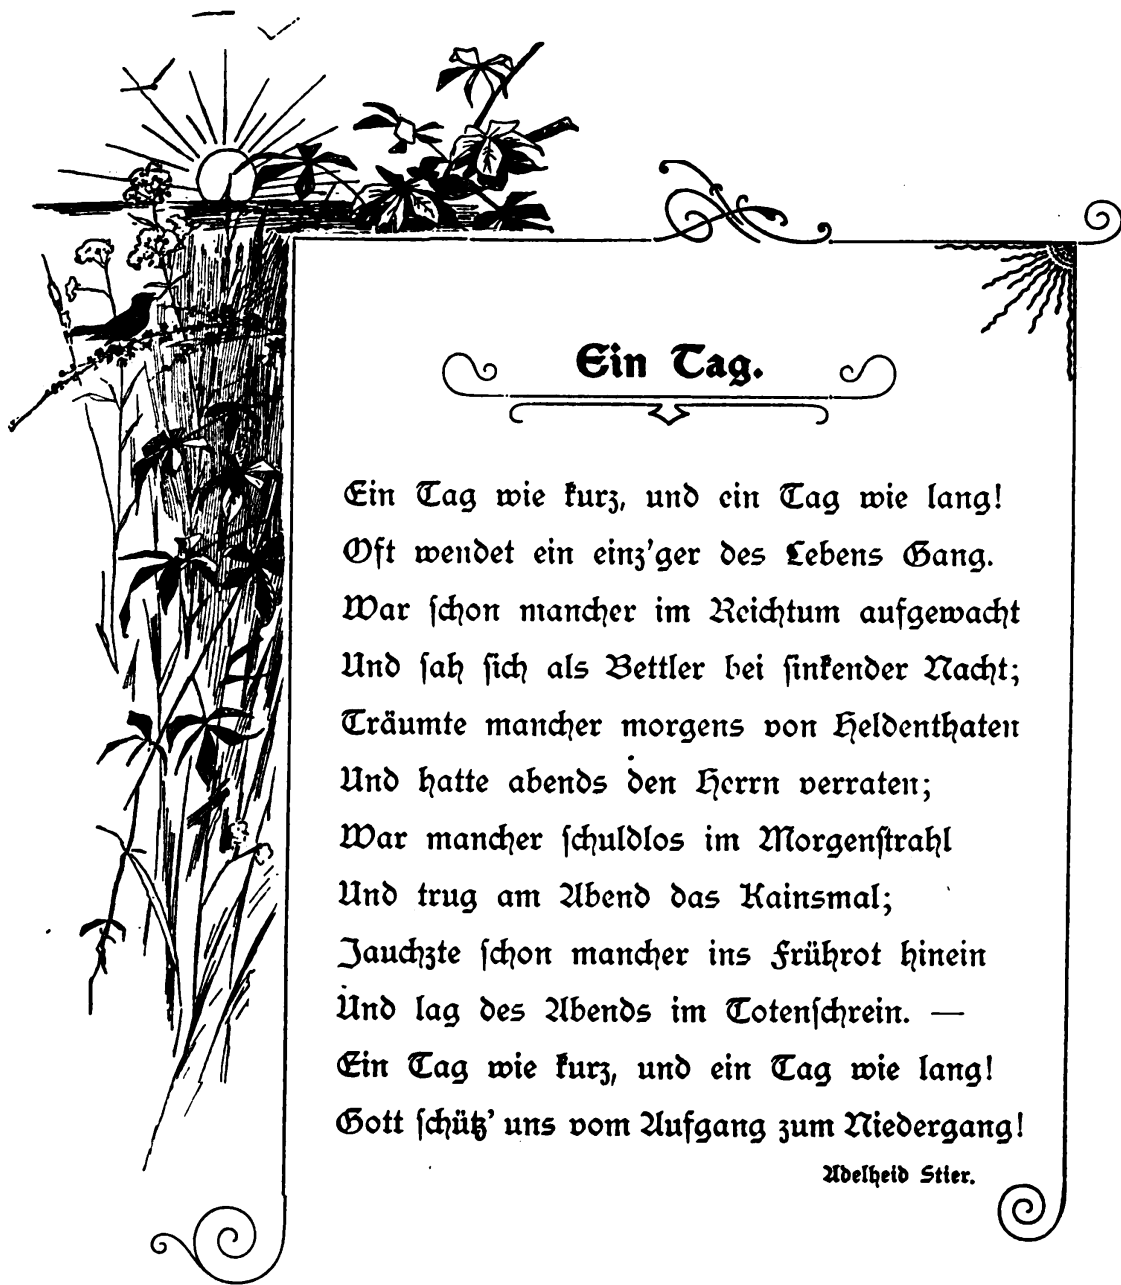 Ein Tag.
Ein Tag wie kurz, und ein Tag wie lang!
Oft wendet ein einz'ger des Lebens Gang.
War ſchon mancher im Reichtum aufgewacht
Und ſah ſich als Bettler bei ſinkender Nacht;
Träumte mancher morgens von Heldenthaten
Und hatte abends den Herrn verraten;
War mancher ſchuldlos im Morgenſtrahl
Und trug am Abend das Kainsmal;
Jauchzte ſchon mancher ins Frührot hinein
Und lag des Abends im Totenſchrein. —
Ein Tag wie kurz, und ein Tag wie lang!
Gott ſchütz' uns vom Aufgang zum Niedergang!
Adelheid Stier.